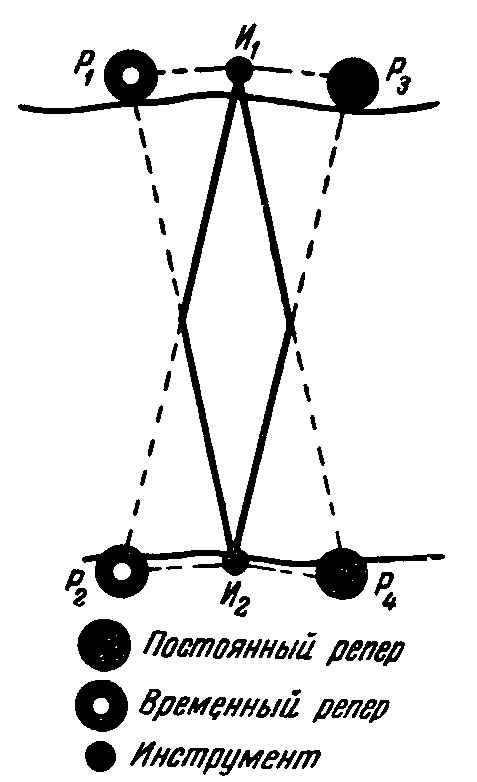 Р₁ И₁ Р₃
Р₂ И₂ Р₄
Постоянный репер
Временный репер
Инструмент